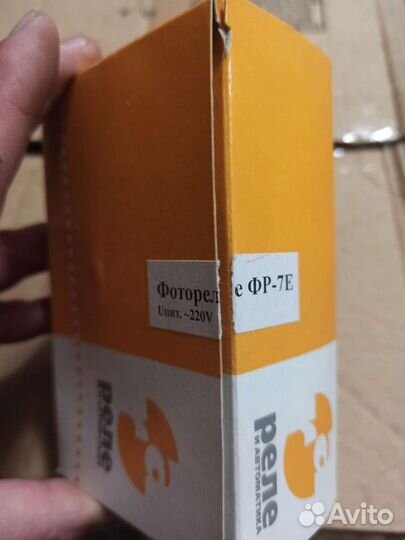 Фотореле ФР-7Е
Uпит. ~220V
реле
реле
И АВТОМАТИКА
Avito